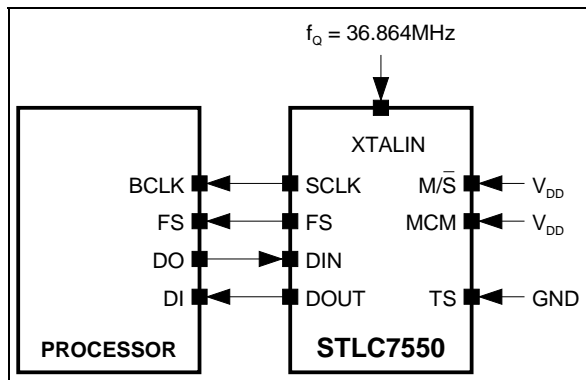 f_Q = 36.864MHz
XTALIN
BCLK SCLK M/S̅ V_DD
FS FS MCM V_DD
DO DIN
DI DOUT TS GND
PROCESSOR STLC7550